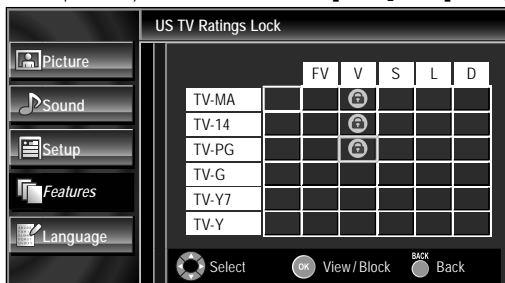 US TV Ratings Lock
Picture
Sound
Setup
Features
Language
FV V S L D
TV-MA
TV-14
TV-PG
TV-G
TV-Y7
TV-Y
Select OK View/Block BACK Back